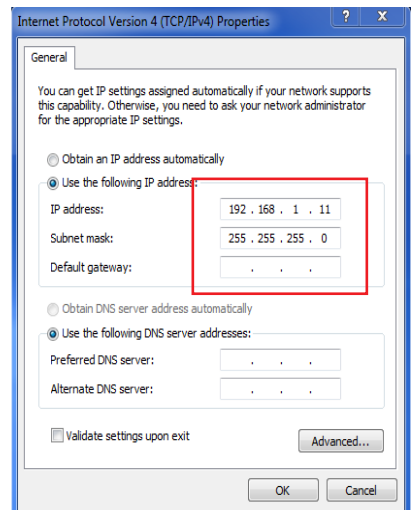 Internet Protocol Version 4 (TCP/IPv4) Properties
? X
General
You can get IP settings assigned automatically if your network supports
this capability. Otherwise, you need to ask your network administrator
for the appropriate IP settings.
Obtain an IP address automatically
Use the following IP address:
IP address: 192 . 168 . 1 . 11
Subnet mask: 255 . 255 . 255 . 0
Default gateway: . . .
Obtain DNS server address automatically
Use the following DNS server addresses:
Preferred DNS server: . . .
Alternate DNS server: . . .
Validate settings upon exit
Advanced...
OK Cancel